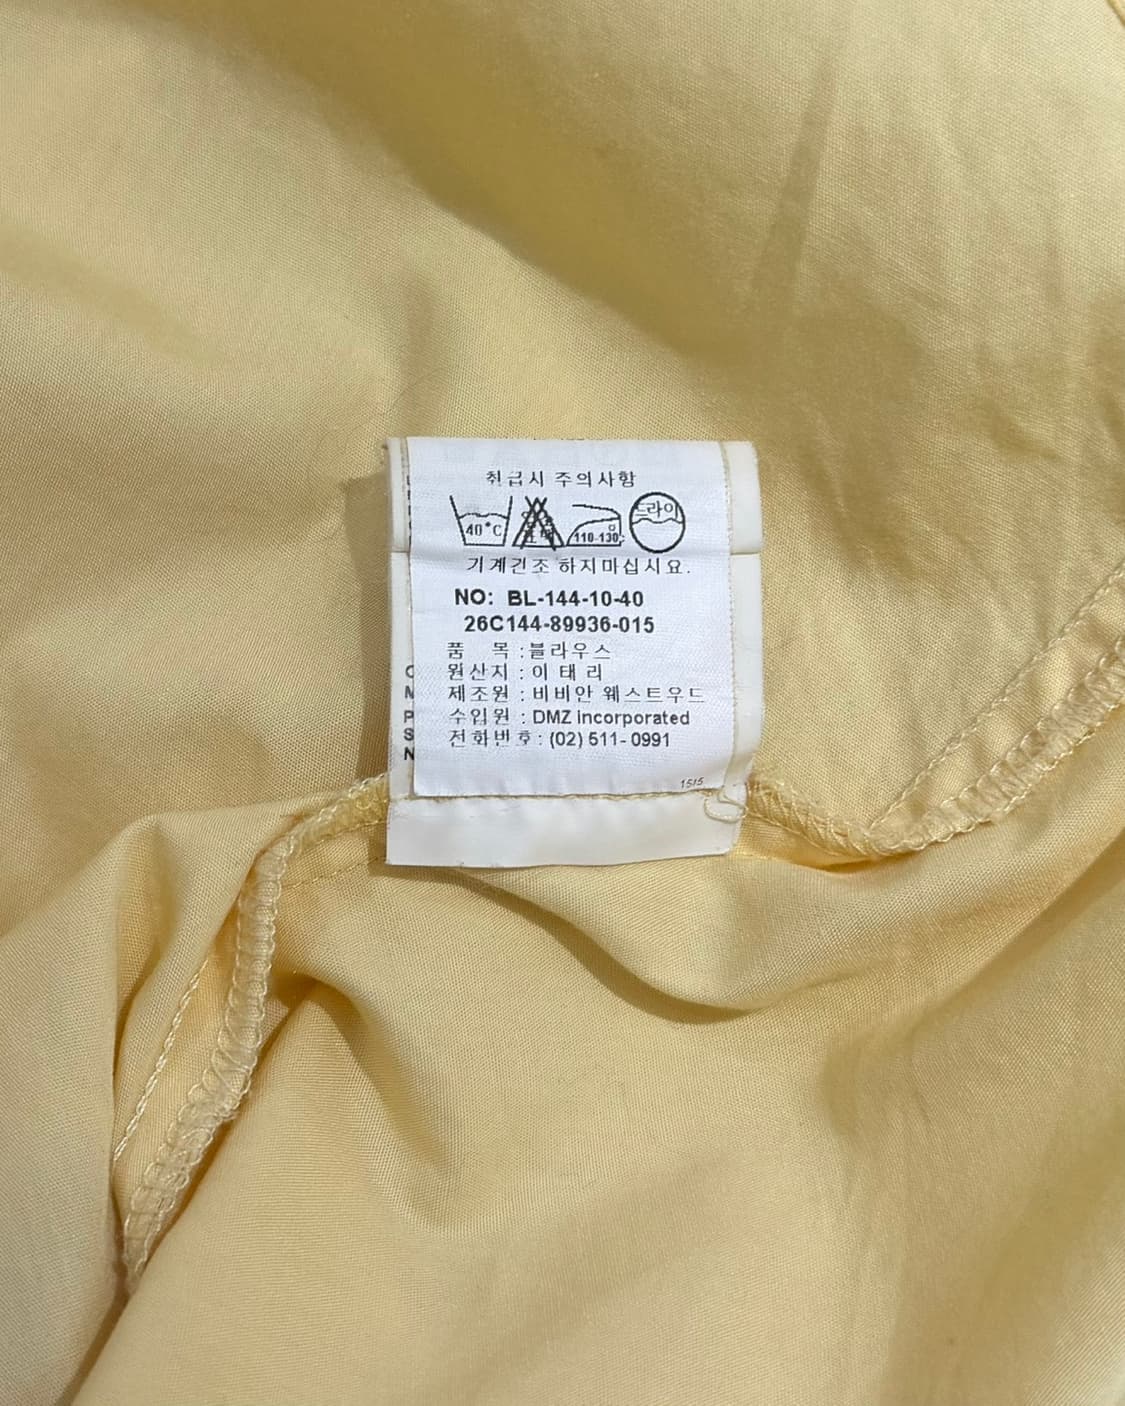 취급시 주의사항
40°C 110-130℃ 드라이
기계건조 하지마십시요.
NO: BL-144-10-40
26C144-89936-015
품 목 : 블라우스
원산지 : 이 태 리
제조원 : 비비안 웨스트우드
수입원 : DMZ incorporated
전화번호 : (02) 511-0991
1515